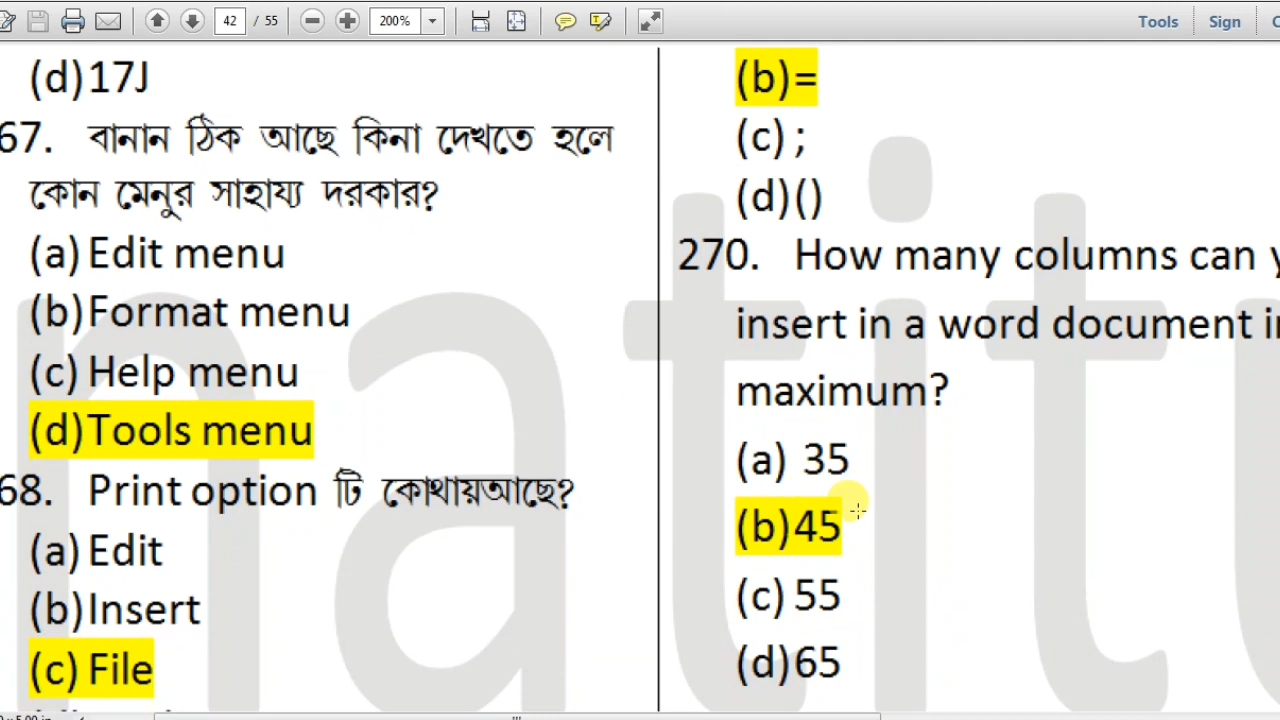 42 / 55
200%
Tools
Sign
(d) 17J
67. বানান ঠিক আছে কিনা দেখতে হলে
কোন মেনুর সাহায্য দরকার?
(a) Edit menu
(b) Format menu
(c) Help menu
(d) Tools menu
68. Print option টি কোথায়আছে?
(a) Edit
(b) Insert
(c) File
(b) =
(c) ;
(d) ()
270. How many columns can
insert in a word document
maximum?
(a) 35
(b) 45
(c) 55
(d) 65